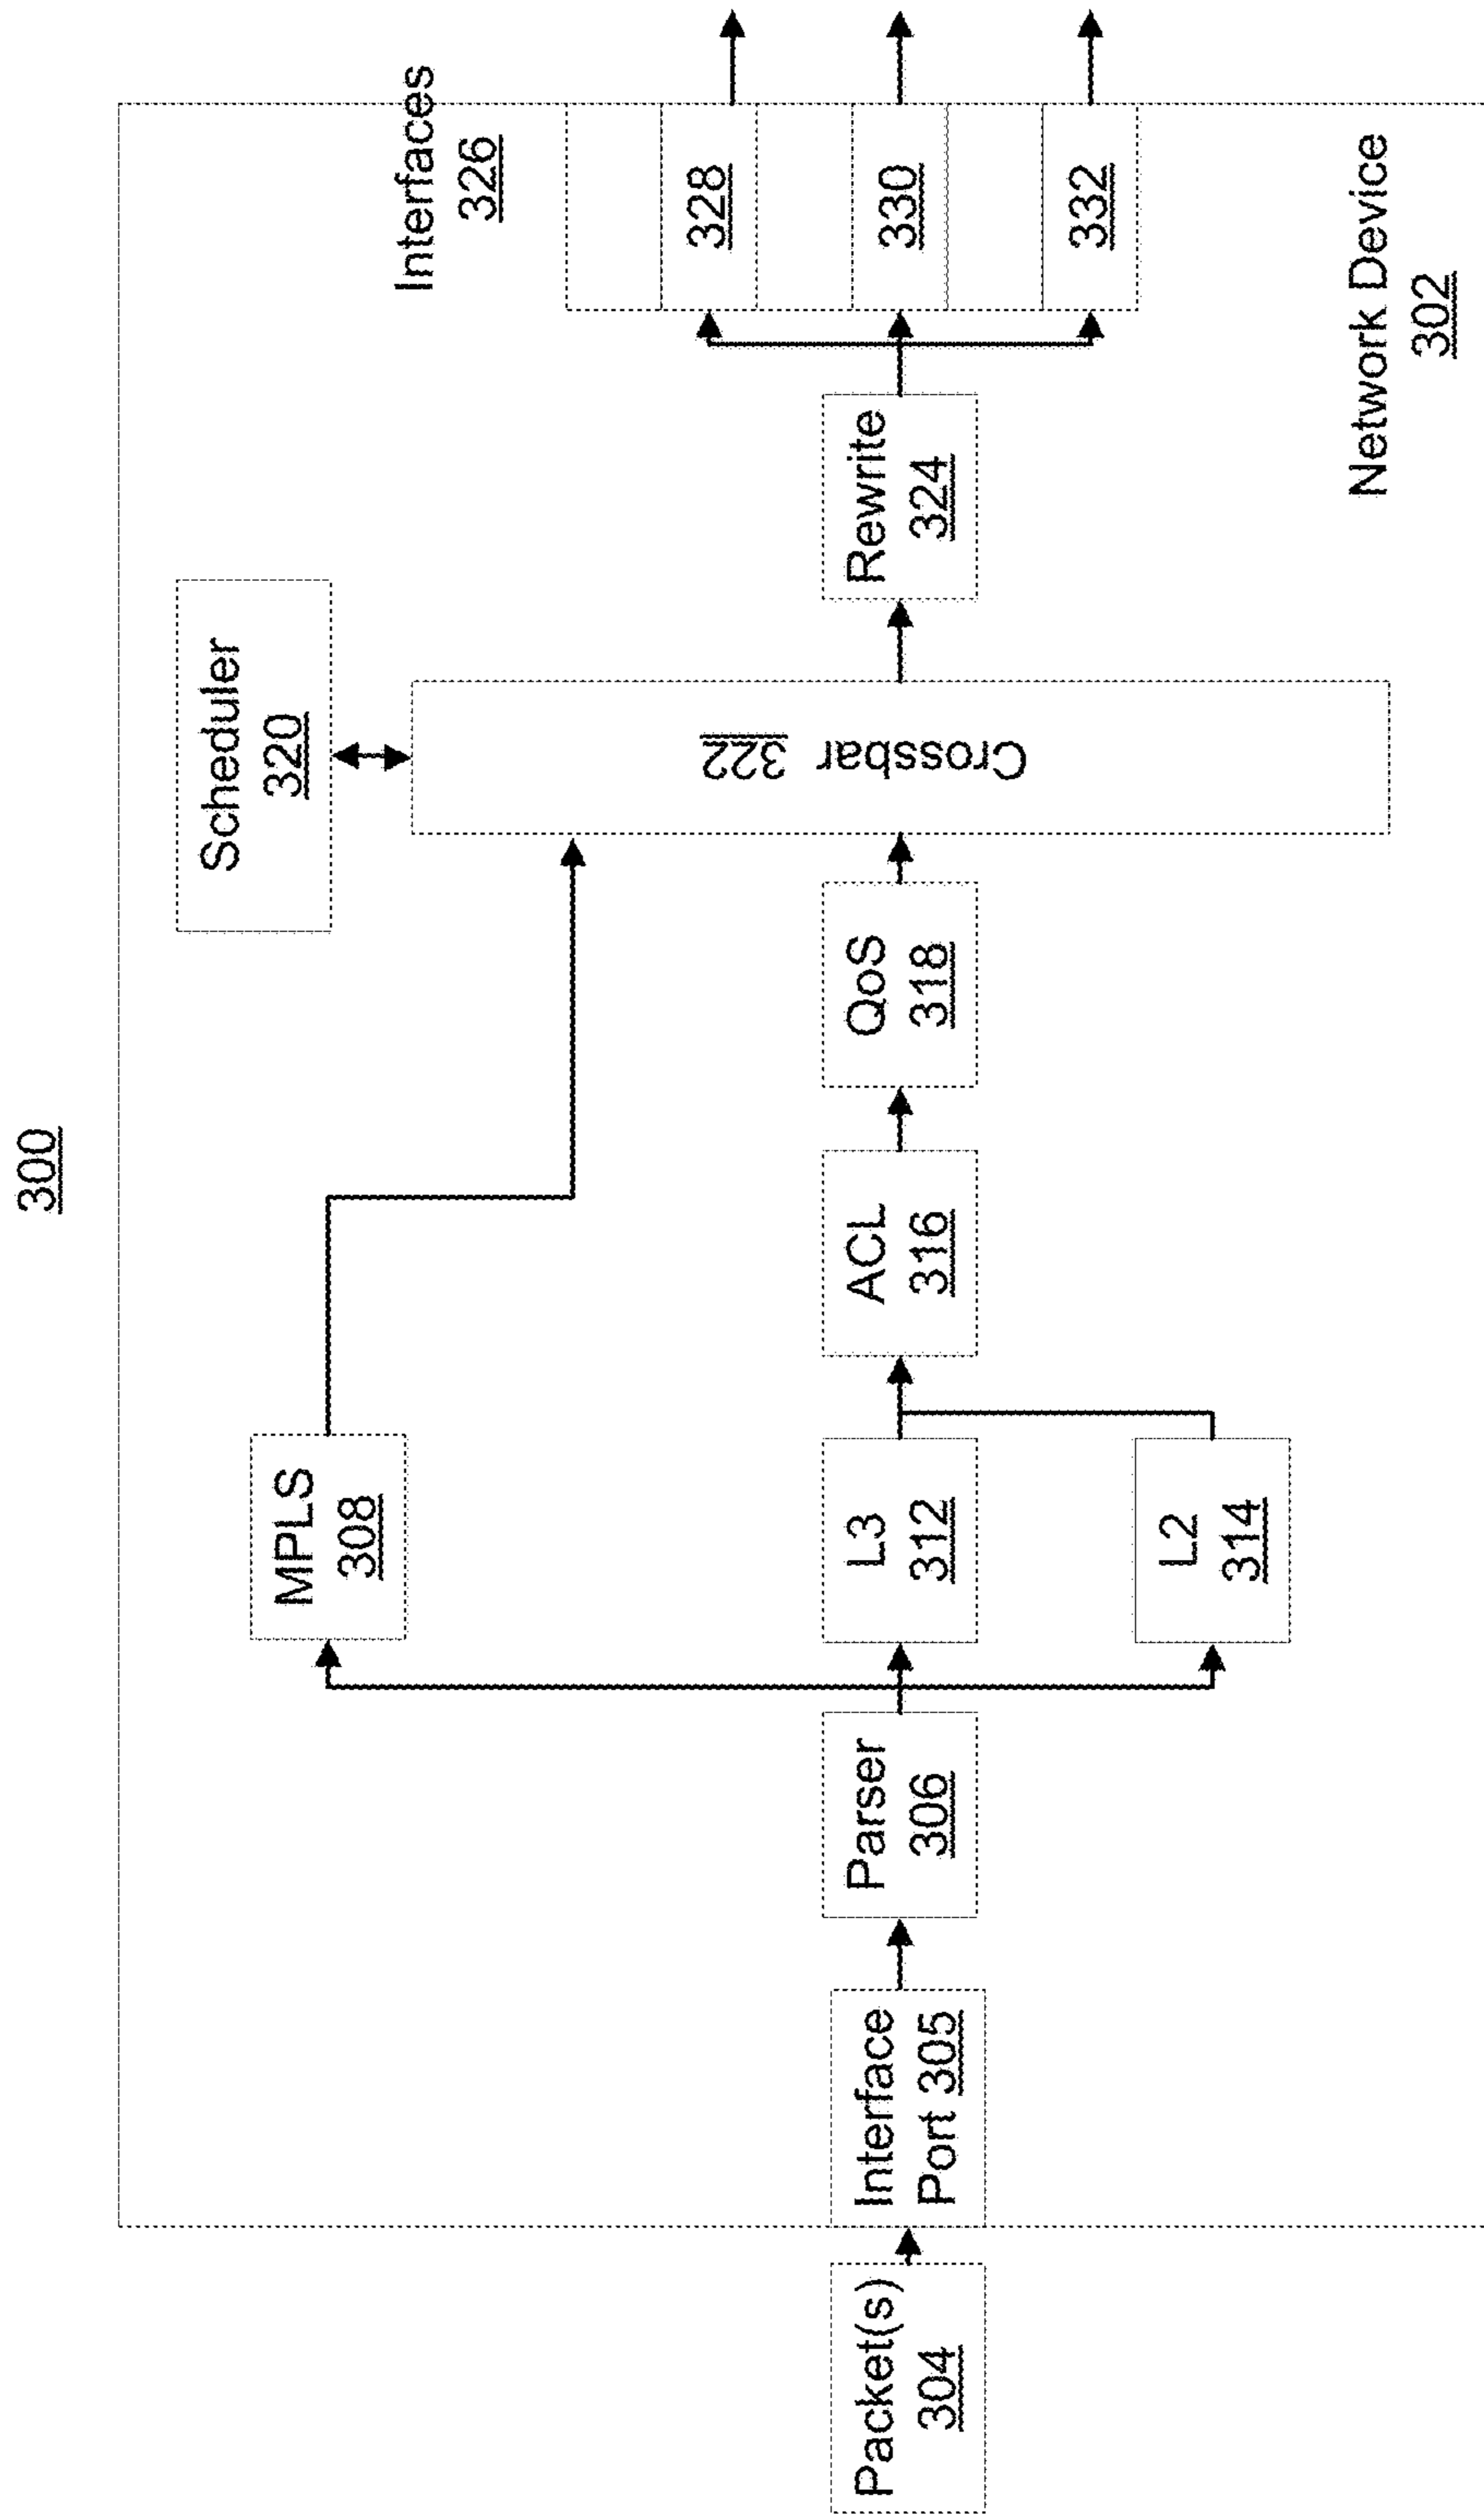 300
Packet(s)
304
Interface
Port 305
Parser
306
MPLS
308
L3
312
L2
314
ACL
316
QoS
318
Scheduler
320
Crossbar 322
Rewrite
324
Interfaces
326
328
330
332
Network Device
302